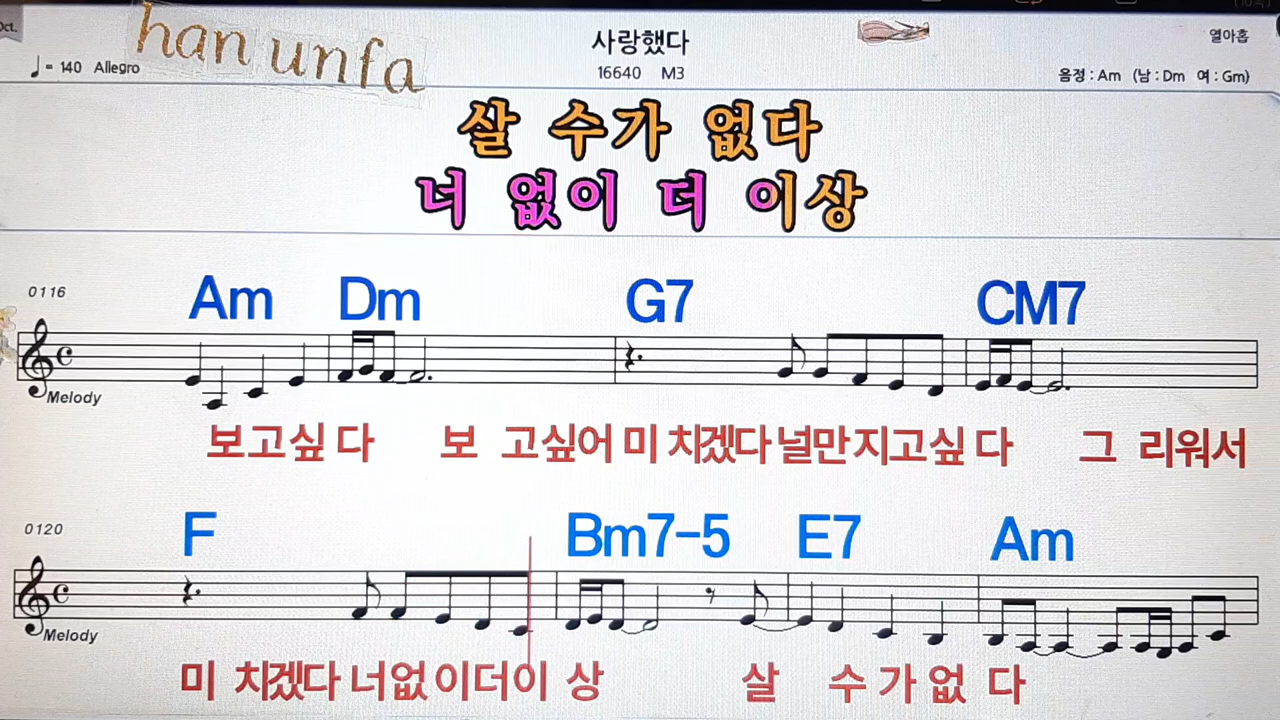 Oct.
han unfa
사랑했다
열아홉
♩= 140 Allegro
16640 M3
음정 : Am (남 : Dm 여 : Gm)
살 수가 없다
너 없이 더 이상
0116
Am Dm G7 CM7
Melody
보고싶 다 보 고싶어 미 치겠다 널만지고싶 다 그 리워서
0120
F Bm7-5 E7 Am
Melody
미 치겠다 너없이더이 상 살 수 가 없 다